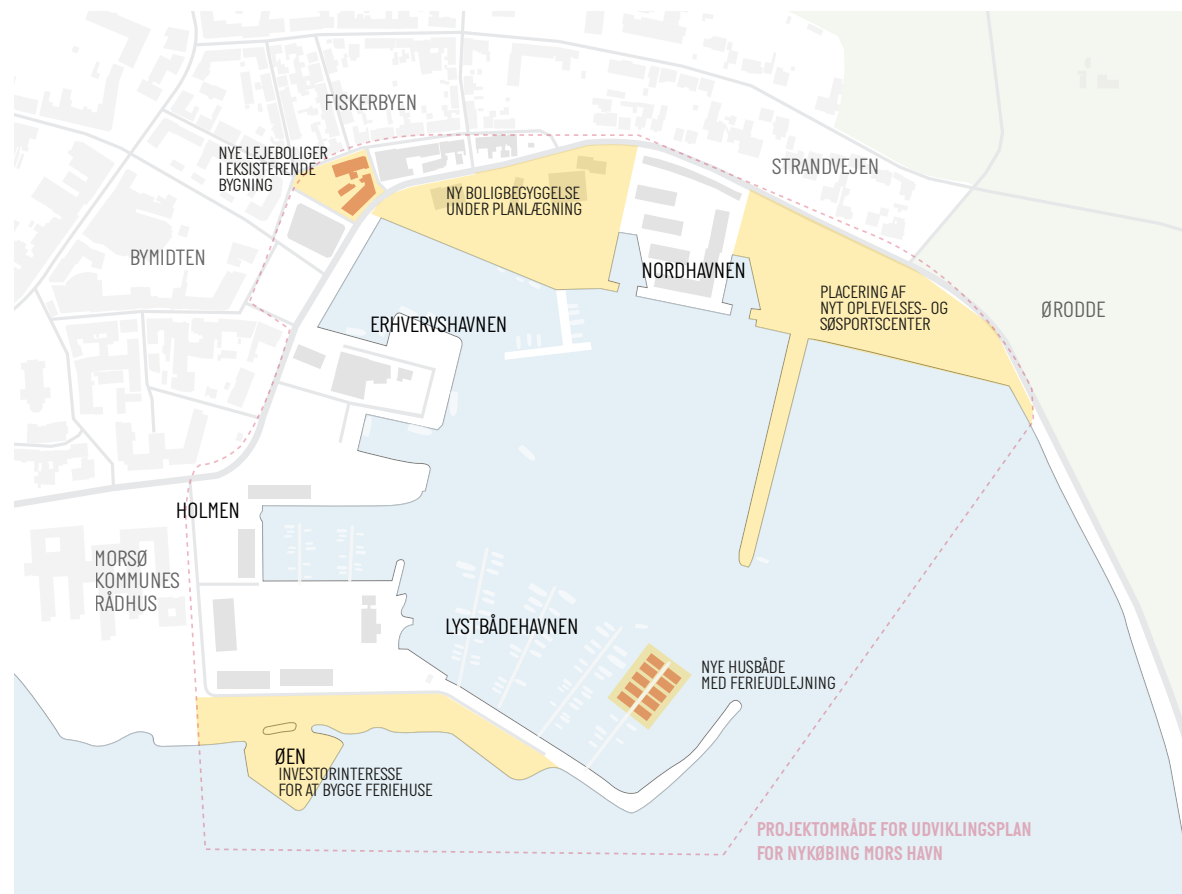 FISKERBYEN
NYE LEJEBOLIGER
I EKSISTERENDE
BYGNING
STRANDVEJEN
NY BOLIGBEGYGGELSE
UNDER PLANLÆGNING
BYMIDTEN
NORDHAVNEN
PLACERING AF
NYT OPLEVELSES- OG
SØSPORTSCENTER
ØRODDE
ERHVERVSHAVNEN
HOLMEN
MORSØ
KOMMUNES
RÅDHUS
LYSTBÅDEHAVNEN
NYE HUSBÅDE
MED FERIEUDLEJNING
ØEN
INVESTORINTERESSE
FOR AT BYGGE FERIEHUSE
PROJEKTOMRÅDE FOR UDVIKLINGSPLAN
FOR NYKØBING MORS HAVN